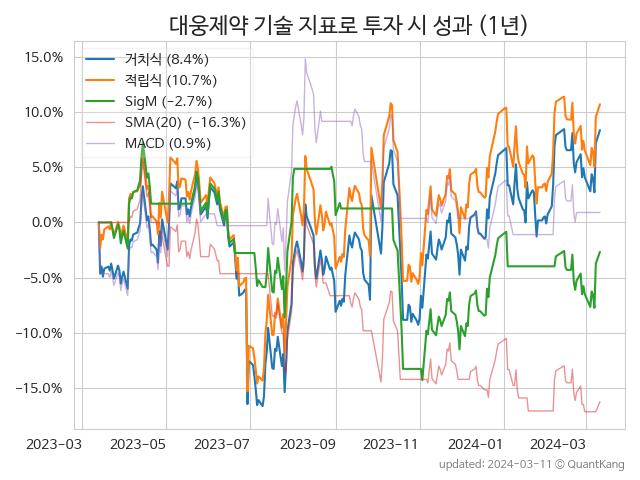 대웅제약 기술 지표로 투자 시 성과 (1년)
15.0%
10.0%
5.0%
0.0%
−5.0%
−10.0%
−15.0%
거치식 (8.4%)
적립식 (10.7%)
SigM (−2.7%)
SMA(20) (−16.3%)
MACD (0.9%)
2023-03 2023-05 2023-07 2023-09 2023-11 2024-01 2024-03
updated: 2024-03-11 ⓒ QuantKang